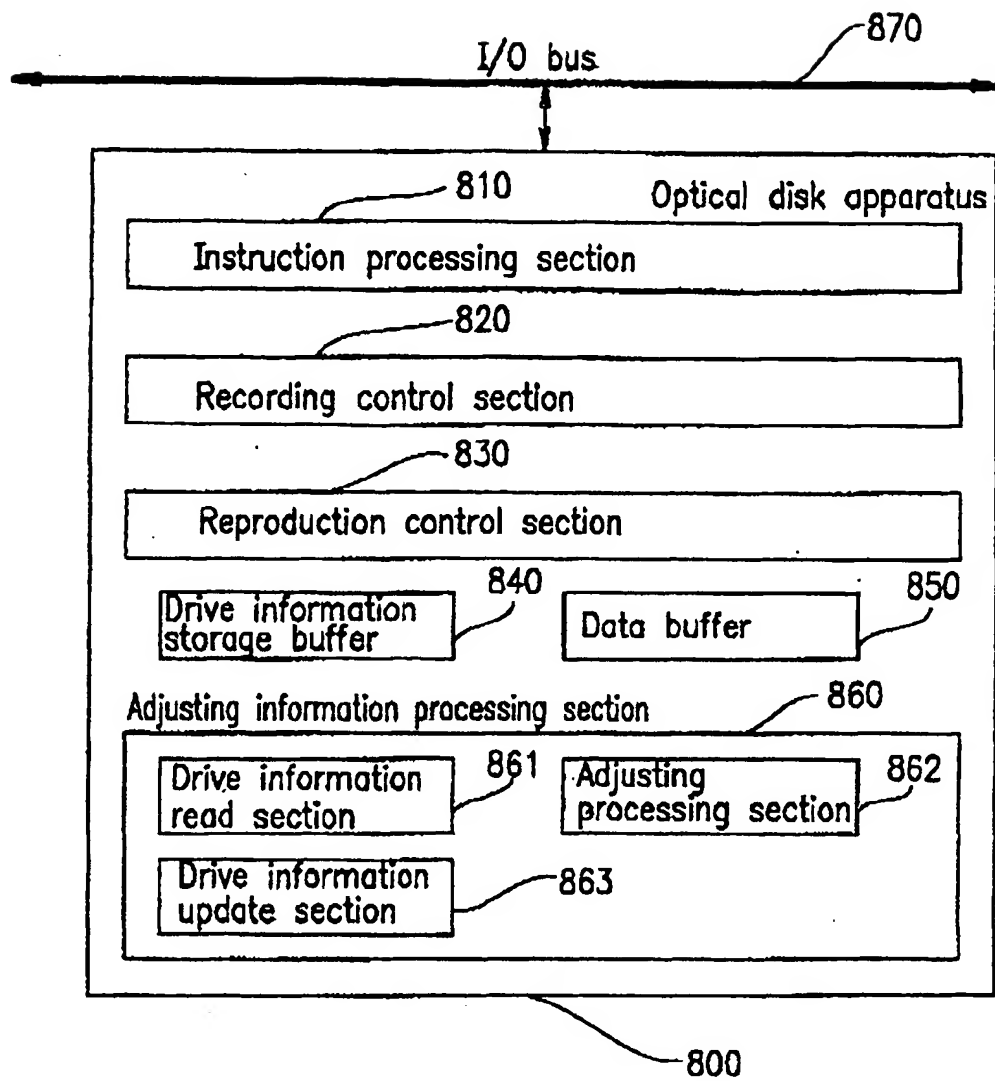 870
I/O bus
810
Optical disk apparatus
Instruction processing section
820
Recording control section
830
Reproduction control section
840
850
Drive information
storage buffer
Data buffer
860
Adjusting information processing section
Drive information
read section
861
Adjusting
processing section
862
Drive information
update section
863
800